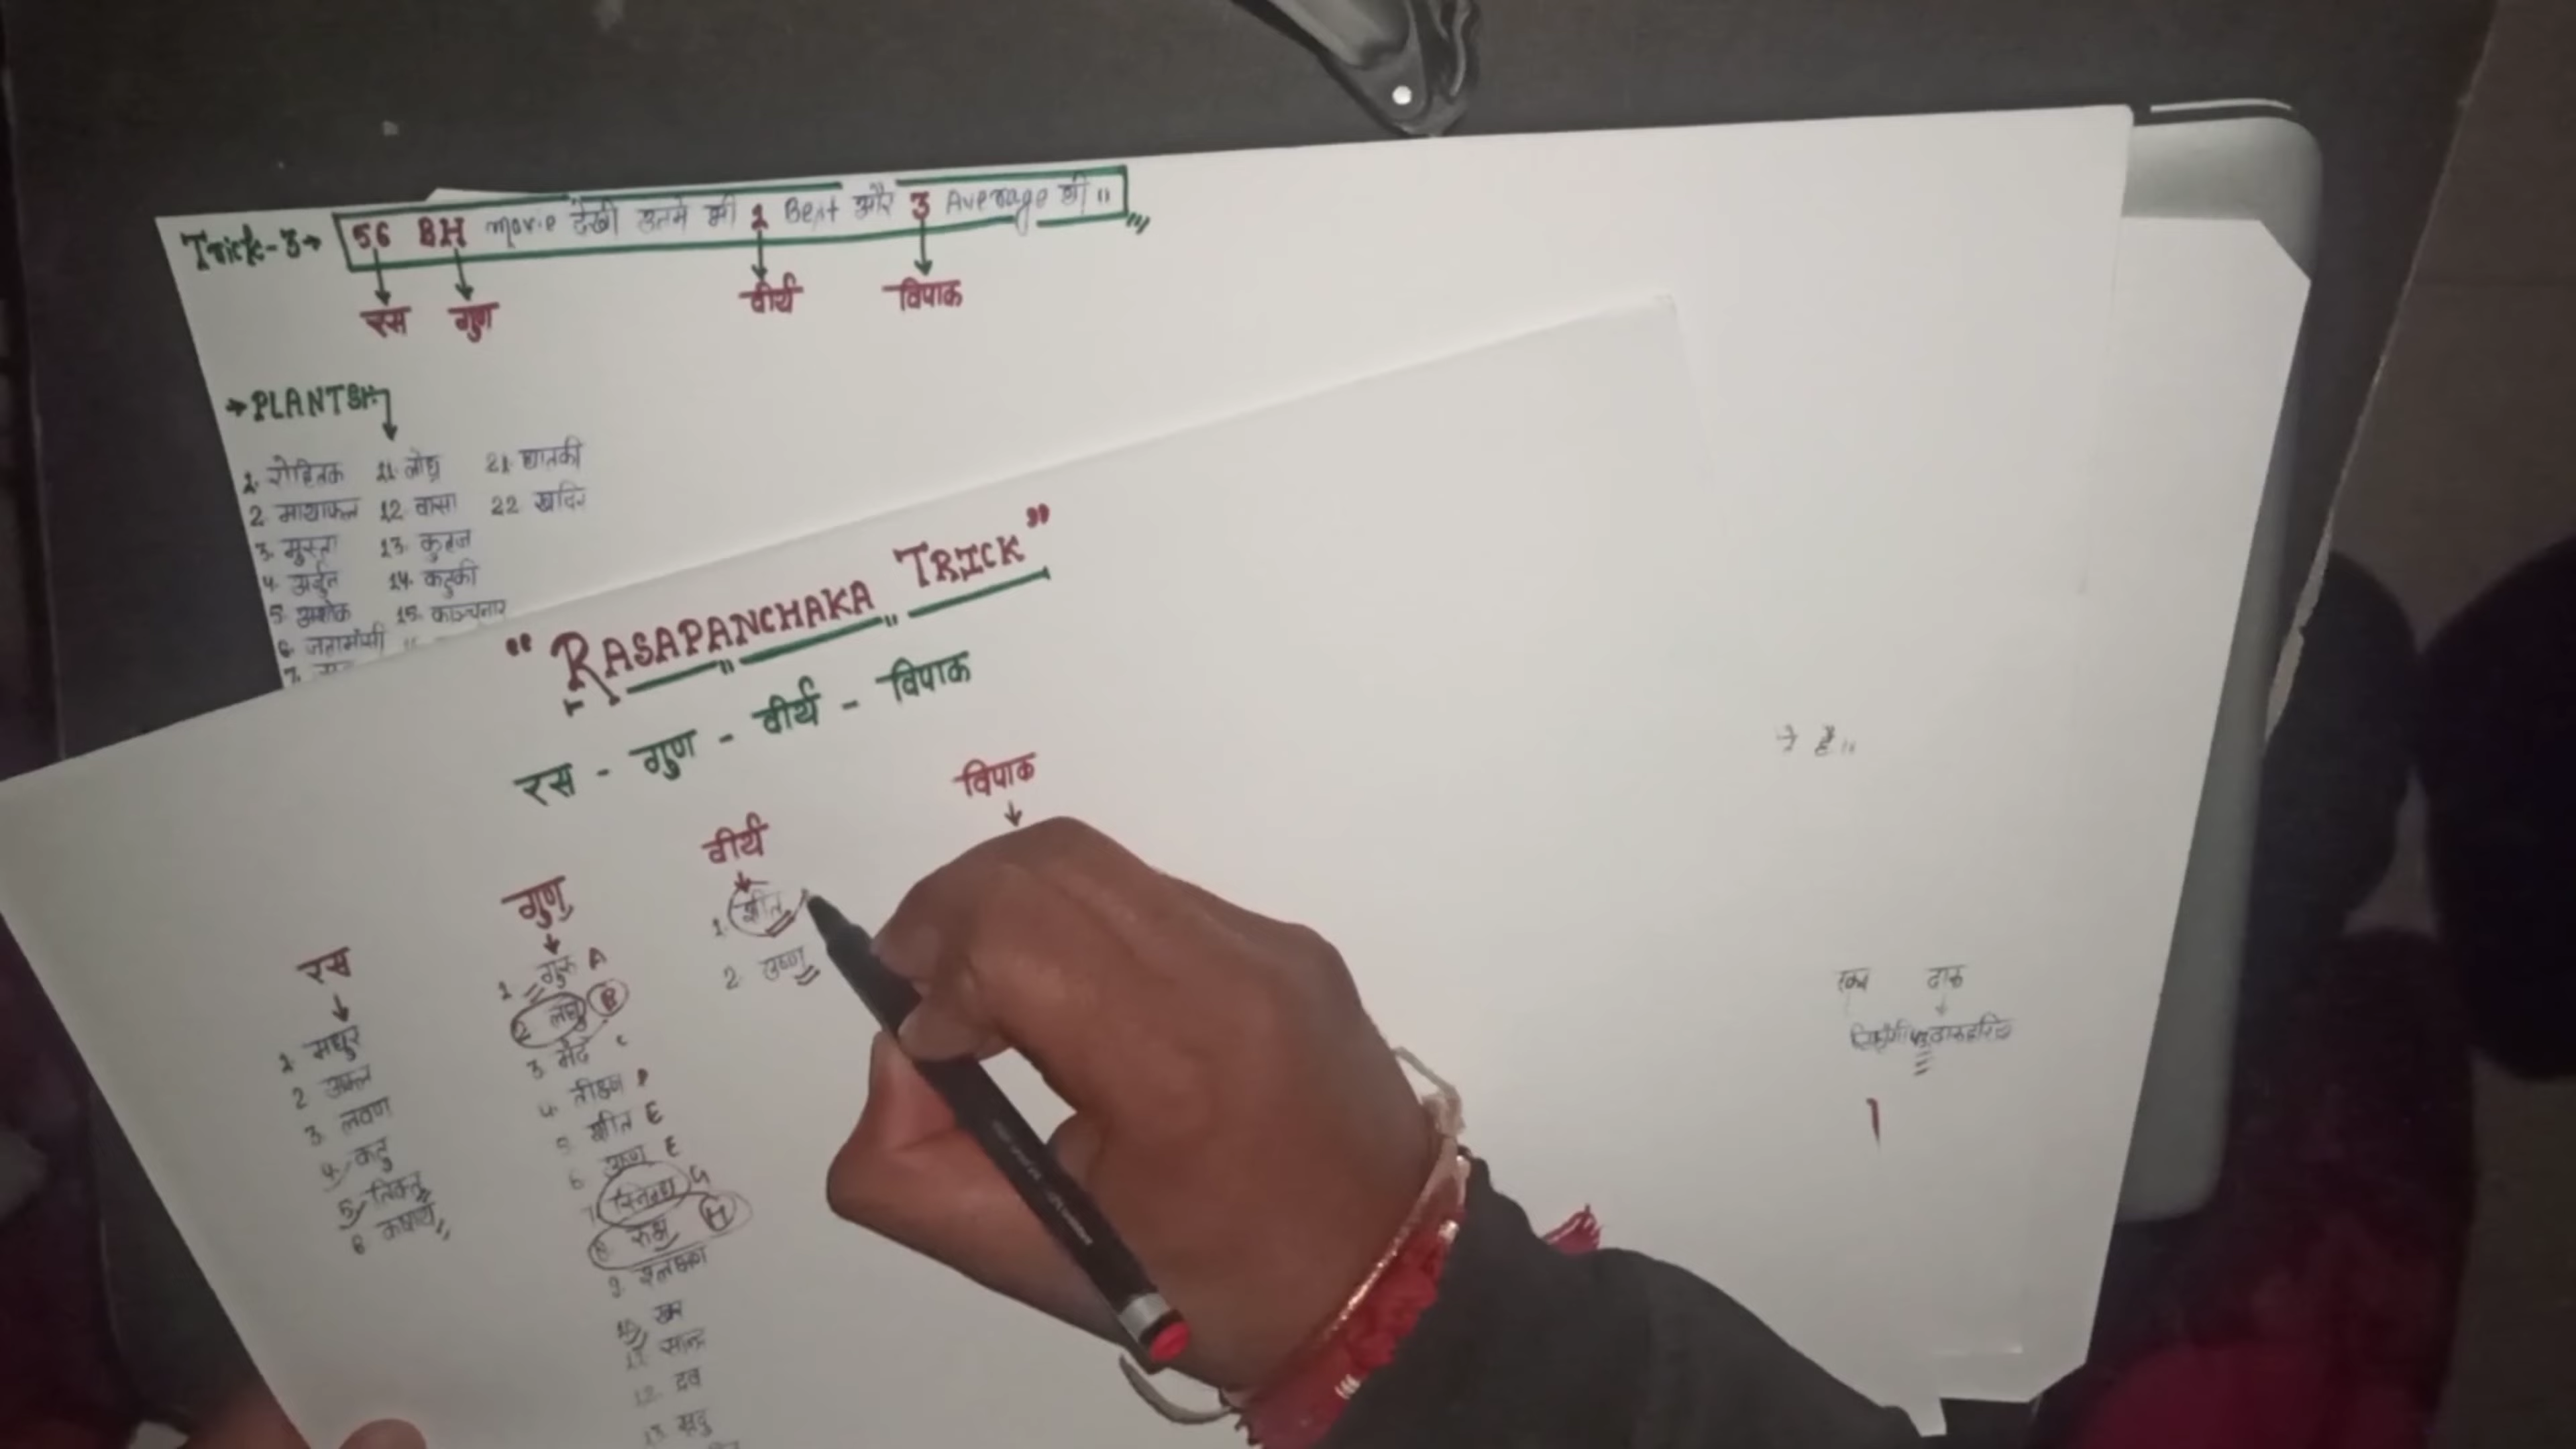 Trick-3→ 56 BH movie देखी उनमे भी 1 Best और 3 Average थी"
रस गुण वीर्य विपाक
→PLANTS:-
1. रोहितक 11. लोध्र 21. धातकी
2. मायाफल 12. वासा 22. खदिर
3. मुस्ता 13. कुटज
4. अर्जुन 14. कटुकी
5. अशोक 15. काञ्चनार
6. जटामांसी
7.
"RASAPANCHAKA TRICK"
रस - गुण - वीर्य - विपाक
रस
1. मधुर
2 अम्ल
3. लवण
4. कटु
5. तिक्त
6 कषाय
गुण
1 गुरु A
2 लघु B
3 मंद C
4. तीक्ष्ण D
5 शीत E
6 उष्ण F
7 स्निग्ध G
8 रुक्ष H
9. श्लक्ष्ण
10. खर
11. सान्द्र
12. द्रव
13. मृदु
वीर्य
1. शीत
2. उष्ण
विपाक
है"
दारु